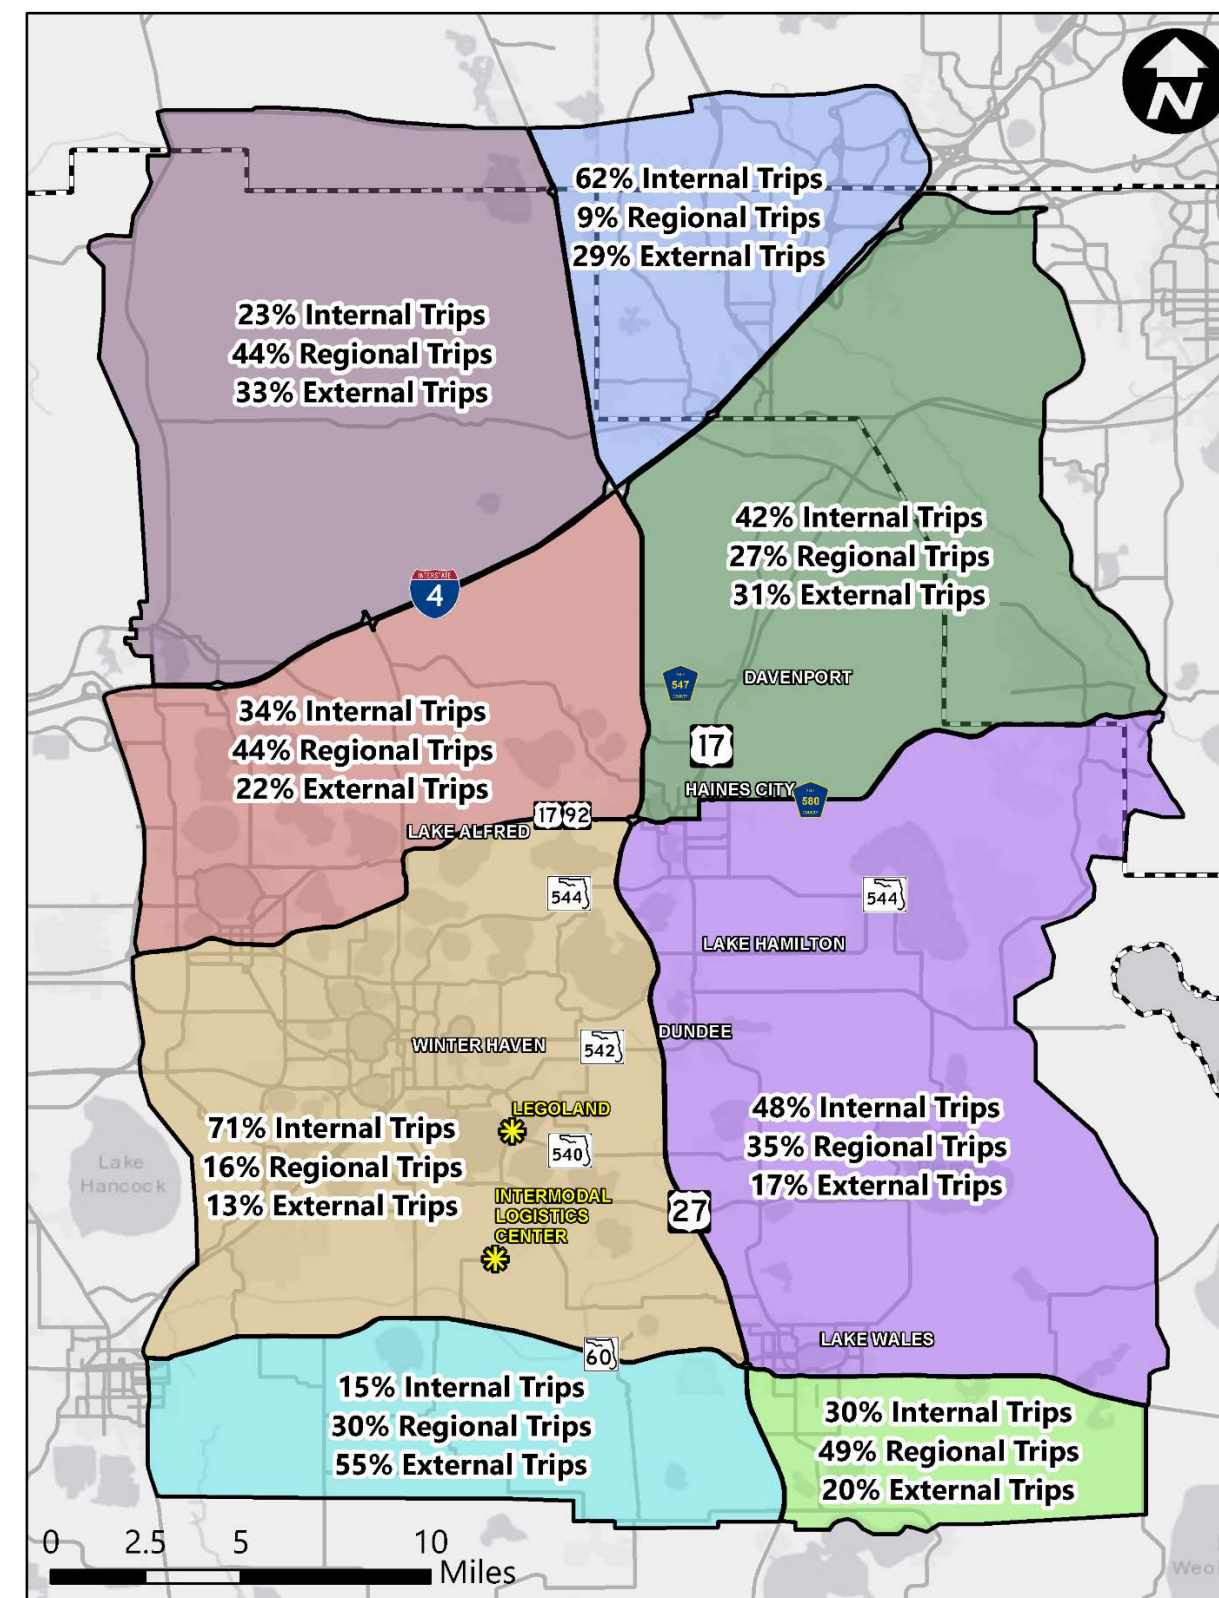 N
62% Internal Trips
9% Regional Trips
29% External Trips
23% Internal Trips
44% Regional Trips
33% External Trips
42% Internal Trips
27% Regional Trips
31% External Trips
INTERSTATE
4
547
COUNTY
DAVENPORT
17
34% Internal Trips
44% Regional Trips
22% External Trips
HAINES CITY
580
COUNTY
17 92
LAKE ALFRED
544
544
LAKE HAMILTON
WINTER HAVEN
542
DUNDEE
LEGOLAND
540
71% Internal Trips
16% Regional Trips
13% External Trips
48% Internal Trips
35% Regional Trips
17% External Trips
Lake
Hancock
INTERMODAL
LOGISTICS
CENTER
27
LAKE WALES
60
15% Internal Trips
30% Regional Trips
55% External Trips
30% Internal Trips
49% Regional Trips
20% External Trips
0 2.5 5 10
Miles